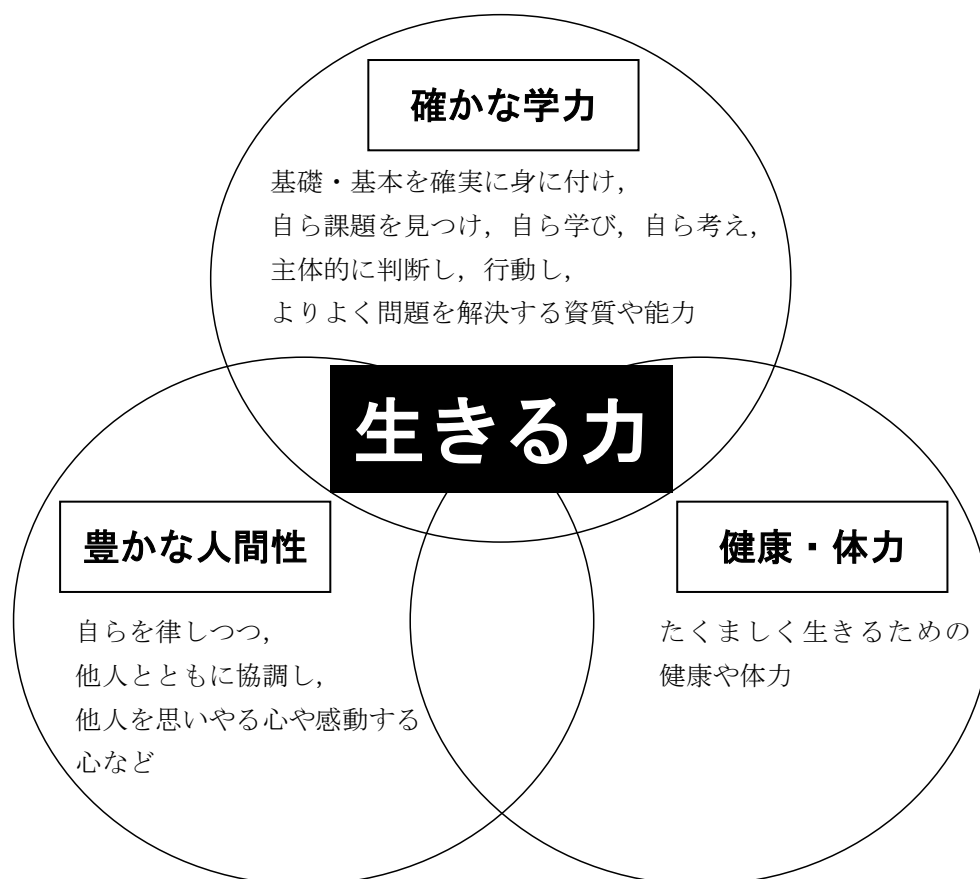 確かな学力
基礎・基本を確実に身に付け，
自ら課題を見つけ，自ら学び，自ら考え，
主体的に判断し，行動し，
よりよく問題を解決する資質や能力
生きる力
豊かな人間性
自らを律しつつ，
他人とともに協調し，
他人を思いやる心や感動する
心など
健康・体力
たくましく生きるための
健康や体力